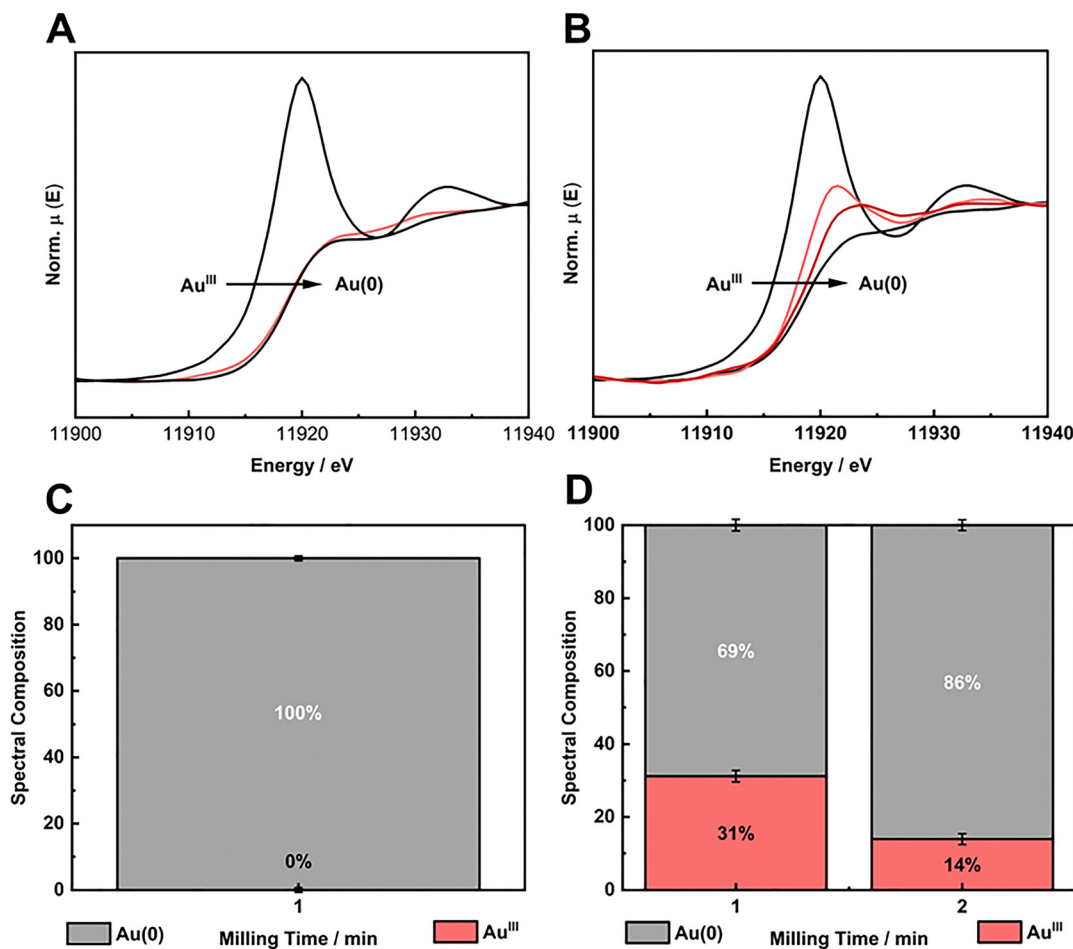 A
B
Norm. μ (E)
Au^III
Au(0)
11900 11910 11920 11930 11940
Energy / eV
Norm. μ (E)
Au^III
Au(0)
11900 11910 11920 11930 11940
Energy / eV
C
D
Spectral Composition
100
80
60
40
20
0
100%
0%
1
Au(0) Milling Time / min Au^III
Spectral Composition
100
80
60
40
20
0
69%
31%
86%
14%
1 2
Au(0) Milling Time / min Au^III